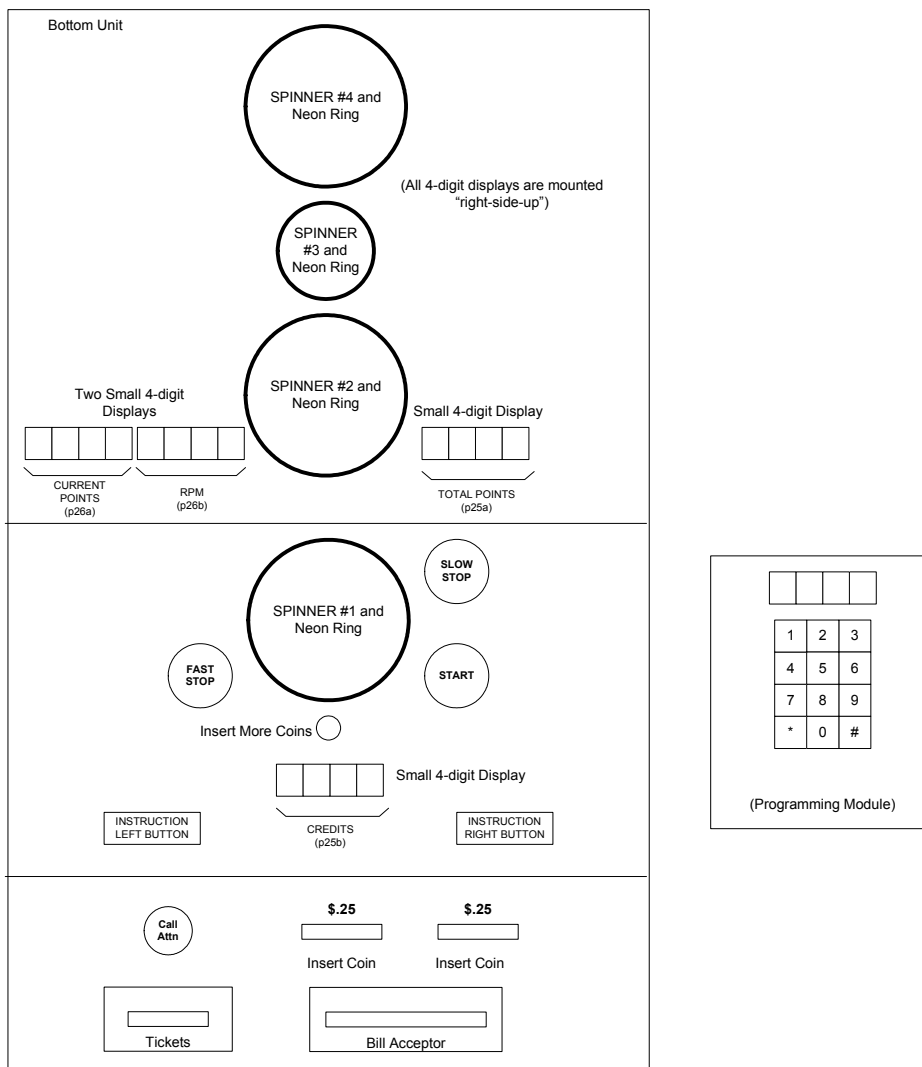 Bottom Unit
SPINNER #4 and
Neon Ring
(All 4-digit displays are mounted
“right-side-up”)
SPINNER
#3 and
Neon Ring
SPINNER #2 and
Neon Ring
Two Small 4-digit
Displays
Small 4-digit Display
CURRENT
POINTS
(p26a)
RPM
(p26b)
TOTAL POINTS
(p25a)
SLOW
STOP
SPINNER #1 and
Neon Ring
FAST
STOP
START
Insert More Coins
Small 4-digit Display
INSTRUCTION
LEFT BUTTON
CREDITS
(p25b)
INSTRUCTION
RIGHT BUTTON
1 2 3
4 5 6
7 8 9
* 0 #
(Programming Module)
Call
Attn
$.25
$.25
Insert Coin
Insert Coin
Tickets
Bill Acceptor